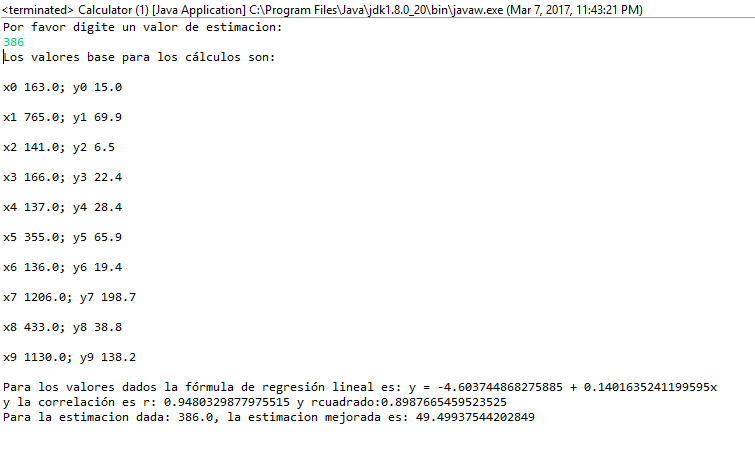 <terminated> Calculator (1) [Java Application] C:\Program Files\Java\jdk1.8.0_20\bin\javaw.exe (Mar 7, 2017, 11:43:21 PM)
Por favor digite un valor de estimacion:
386
Los valores base para los cálculos son:
x0 163.0; y0 15.0
x1 765.0; y1 69.9
x2 141.0; y2 6.5
x3 166.0; y3 22.4
x4 137.0; y4 28.4
x5 355.0; y5 65.9
x6 136.0; y6 19.4
x7 1206.0; y7 198.7
x8 433.0; y8 38.8
x9 1130.0; y9 138.2
Para los valores dados la fórmula de regresión lineal es: y = -4.603744868275885 + 0.1401635241199595x
y la correlación es r: 0.9480329877975515 y rcuadrado:0.8987665459523525
Para la estimacion dada: 386.0, la estimacion mejorada es: 49.49937544202849